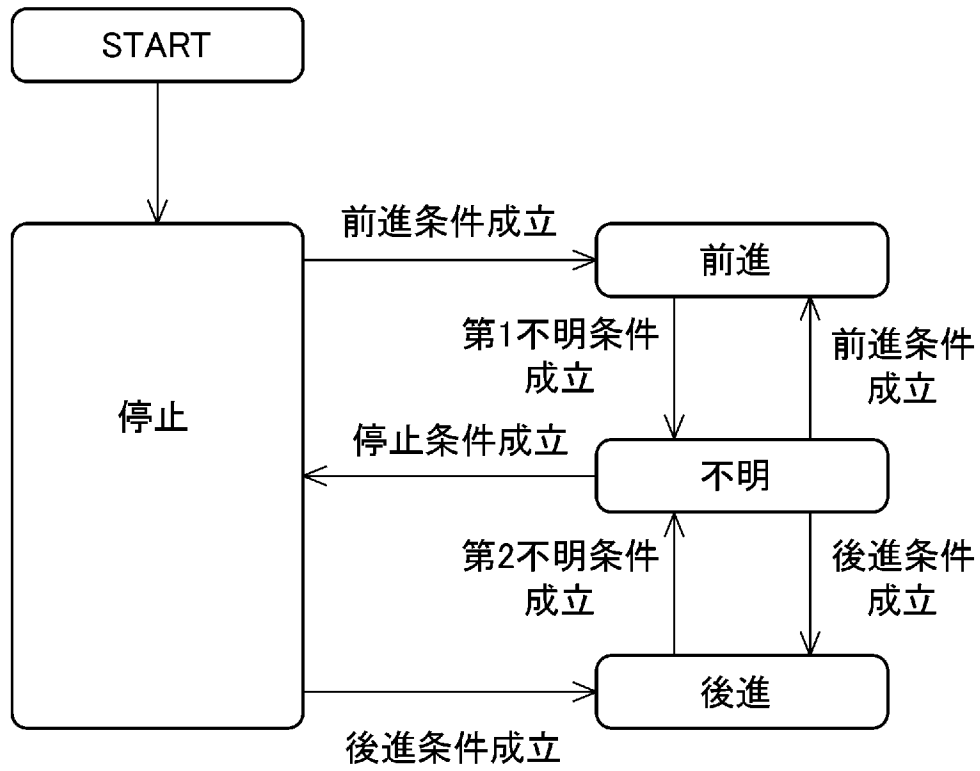 START
前進条件成立
前進
第1不明条件
成立
前進条件
成立
停止
停止条件成立
不明
第2不明条件
成立
後進条件
成立
後進
後進条件成立